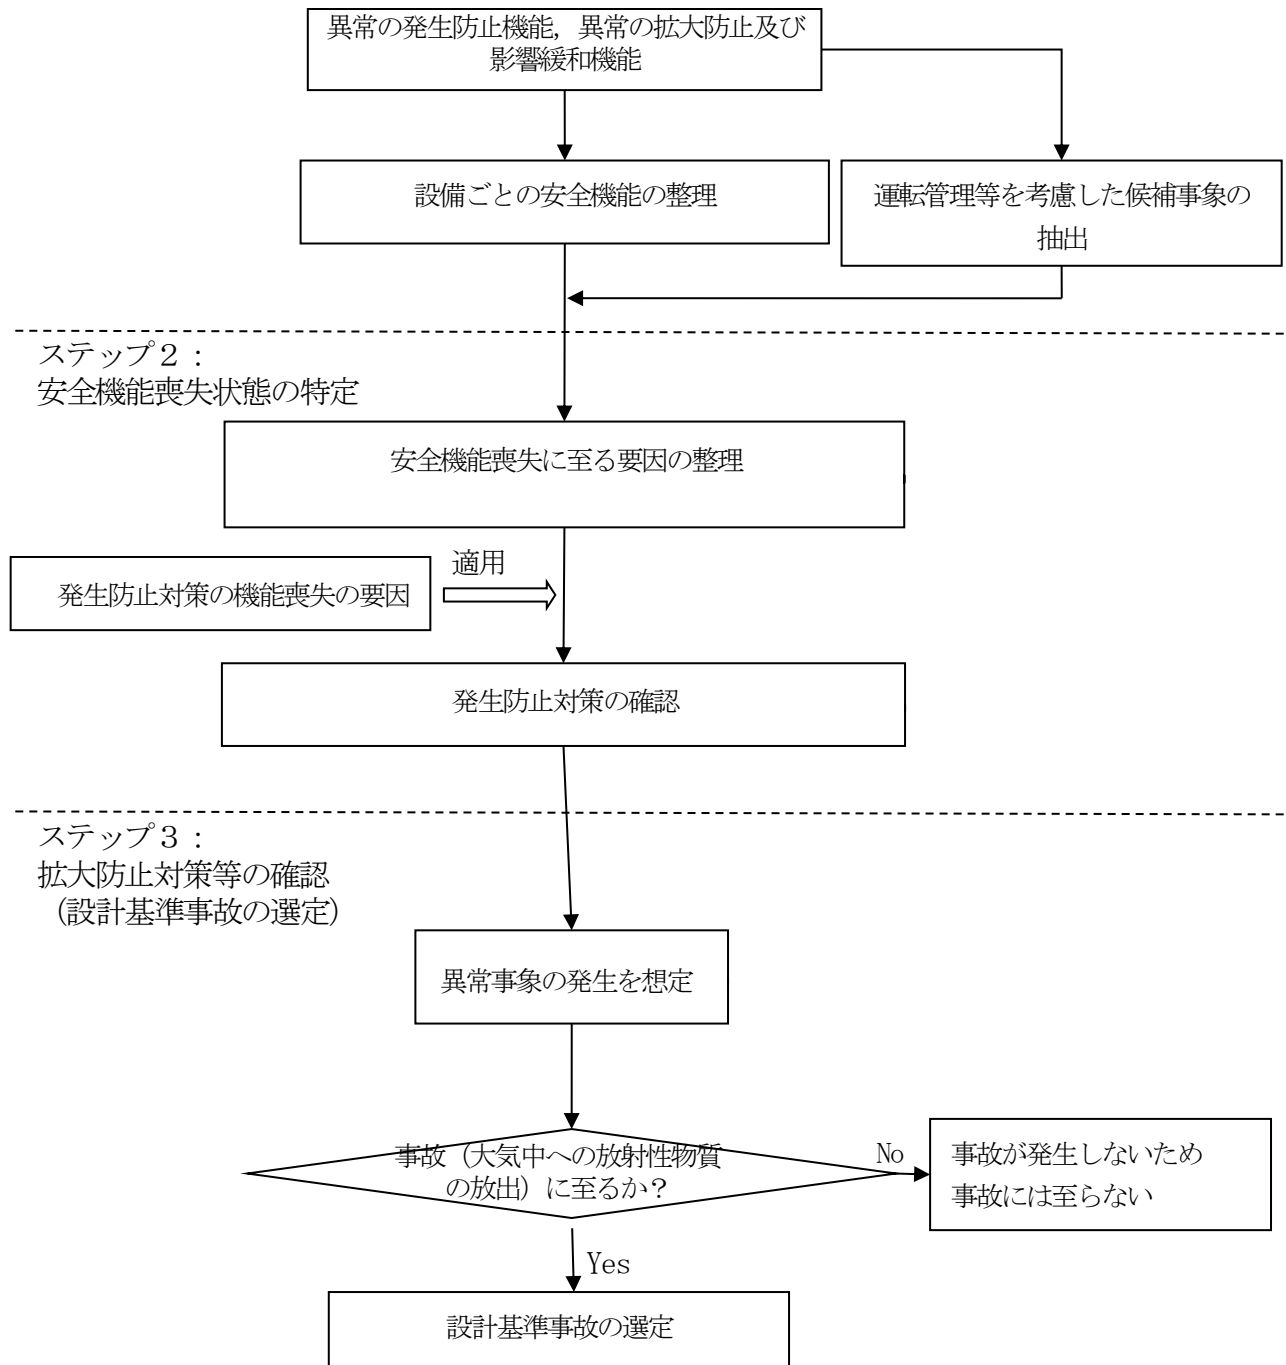 異常の発生防止機能，異常の拡大防止及び
影響緩和機能
設備ごとの安全機能の整理
運転管理等を考慮した候補事象の
抽出
ステップ２：
安全機能喪失状態の特定
安全機能喪失に至る要因の整理
発生防止対策の機能喪失の要因
適用
発生防止対策の確認
ステップ３：
拡大防止対策等の確認
（設計基準事故の選定）
異常事象の発生を想定
事故（大気中への放射性物質
の放出）に至るか？
No
事故が発生しないため
事故には至らない
Yes
設計基準事故の選定